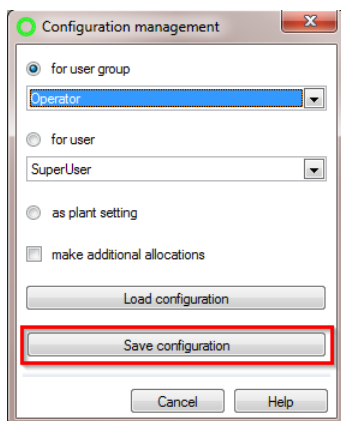 Configuration management
for user group
Operator
for user
SuperUser
as plant setting
make additional allocations
Load configuration
Save configuration
Cancel
Help